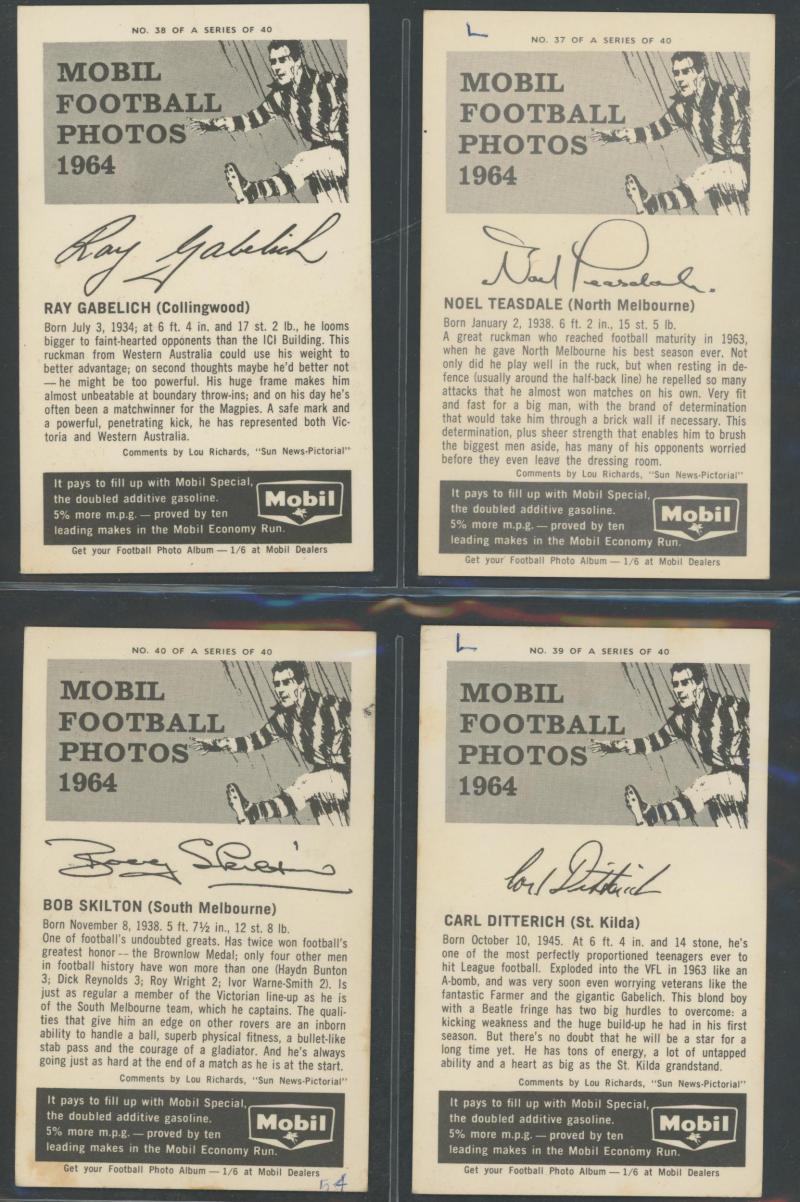 NO. 38 OF A SERIES OF 40
MOBIL
FOOTBALL
PHOTOS
1964
Ray Gabelich
RAY GABELICH (Collingwood)
Born July 3, 1934; at 6 ft. 4 in. and 17 st. 2 lb., he looms
bigger to faint-hearted opponents than the ICI Building. This
ruckman from Western Australia could use his weight to
better advantage; on second thoughts maybe he'd better not
— he might be too powerful. His huge frame makes him
almost unbeatable at boundary throw-ins; and on his day he's
often been a matchwinner for the Magpies. A safe mark and
a powerful, penetrating kick, he has represented both Vic-
toria and Western Australia.
Comments by Lou Richards, "Sun News-Pictorial"
It pays to fill up with Mobil Special,
the doubled additive gasoline.
5% more m.p.g. — proved by ten
leading makes in the Mobil Economy Run.
Mobil
Get your Football Photo Album — 1/6 at Mobil Dealers
L
NO. 37 OF A SERIES OF 40
MOBIL
FOOTBALL
PHOTOS
1964
Noel Teasdale.
NOEL TEASDALE (North Melbourne)
Born January 2, 1938. 6 ft. 2 in., 15 st. 5 lb.
A great ruckman who reached football maturity in 1963,
when he gave North Melbourne his best season ever. Not
only did he play well in the ruck, but when resting in de-
fence (usually around the half-back line) he repelled so many
attacks that he almost won matches on his own. Very fit
and fast for a big man, with the brand of determination
that would take him through a brick wall if necessary. This
determination, plus sheer strength that enables him to brush
the biggest men aside, has many of his opponents worried
before they even leave the dressing room.
Comments by Lou Richards, "Sun News-Pictorial"
It pays to fill up with Mobil Special,
the doubled additive gasoline.
5% more m.p.g. — proved by ten
leading makes in the Mobil Economy Run.
Mobil
Get your Football Photo Album — 1/6 at Mobil Dealers
NO. 40 OF A SERIES OF 40
MOBIL
FOOTBALL
PHOTOS
1964
Bobby Skilton
BOB SKILTON (South Melbourne)
Born November 8, 1938. 5 ft. 7½ in., 12 st. 8 lb.
One of football's undoubted greats. Has twice won football's
greatest honor — the Brownlow Medal; only four other men
in football history have won more than one (Haydn Bunton
3; Dick Reynolds 3; Roy Wright 2; Ivor Warne-Smith 2). Is
just as regular a member of the Victorian line-up as he is
of the South Melbourne team, which he captains. The quali-
ties that give him an edge on other rovers are an inborn
ability to handle a ball, superb physical fitness, a bullet-like
stab pass and the courage of a gladiator. And he's always
going just as hard at the end of a match as he is at the start.
Comments by Lou Richards, "Sun News-Pictorial"
It pays to fill up with Mobil Special,
the doubled additive gasoline.
5% more m.p.g. — proved by ten
leading makes in the Mobil Economy Run.
Mobil
Get your Football Photo Album — 1/6 at Mobil Dealers
54
L
NO. 39 OF A SERIES OF 40
MOBIL
FOOTBALL
PHOTOS
1964
Carl Ditterich
CARL DITTERICH (St. Kilda)
Born October 10, 1945. At 6 ft. 4 in. and 14 stone, he's
one of the most perfectly proportioned teenagers ever to
hit League football. Exploded into the VFL in 1963 like an
A-bomb, and was very soon even worrying veterans like the
fantastic Farmer and the gigantic Gabelich. This blond boy
with a Beatle fringe has two big hurdles to overcome: a
kicking weakness and the huge build-up he had in his first
season. But there's no doubt that he will be a star for a
long time yet. He has tons of energy, a lot of untapped
ability and a heart as big as the St. Kilda grandstand.
Comments by Lou Richards, "Sun News-Pictorial"
It pays to fill up with Mobil Special,
the doubled additive gasoline.
5% more m.p.g. — proved by ten
leading makes in the Mobil Economy Run.
Mobil
Get your Football Photo Album — 1/6 at Mobil Dealers